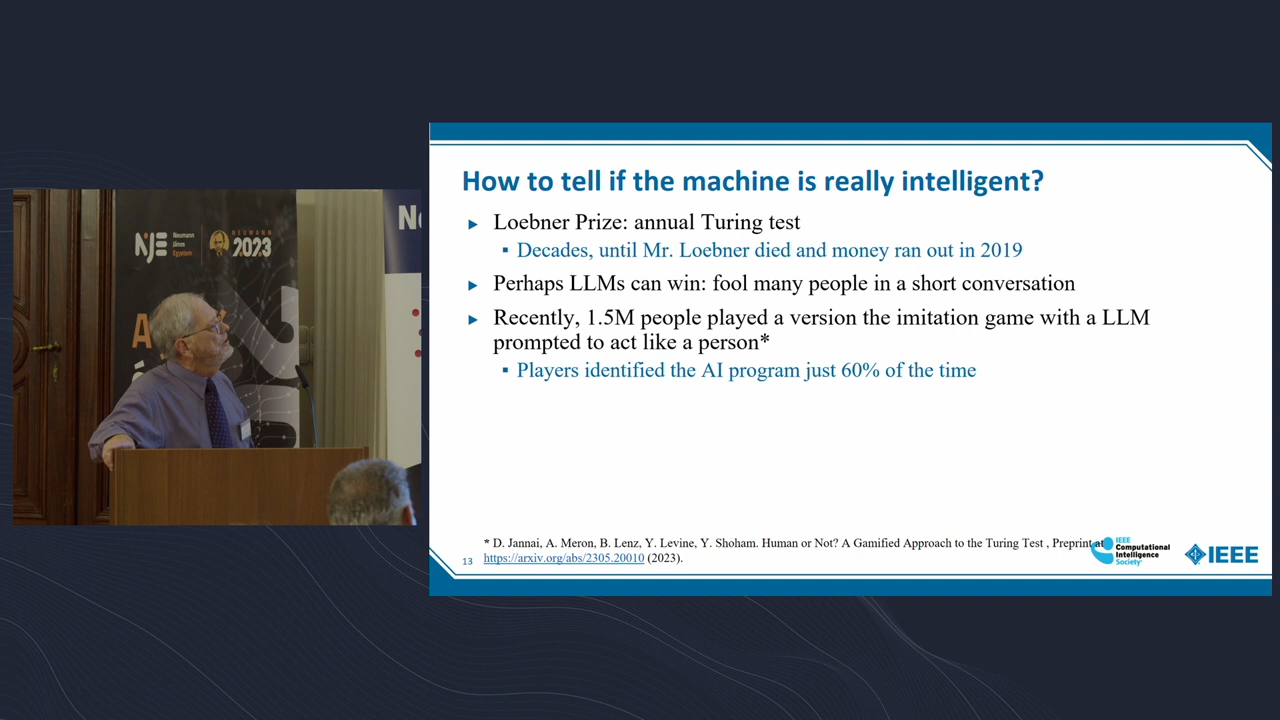 NJE
Neumann
János
Egyetem
NEUMANN
2023
How to tell if the machine is really intelligent?
Loebner Prize: annual Turing test
Decades, until Mr. Loebner died and money ran out in 2019
Perhaps LLMs can win: fool many people in a short conversation
Recently, 1.5M people played a version the imitation game with a LLM
prompted to act like a person*
Players identified the AI program just 60% of the time
* D. Jannai, A. Meron, B. Lenz, Y. Levine, Y. Shoham. Human or Not? A Gamified Approach to the Turing Test , Preprint at
https://arxiv.org/abs/2305.20010 (2023).
13
IEEE
Computational
Intelligence
Society
IEEE